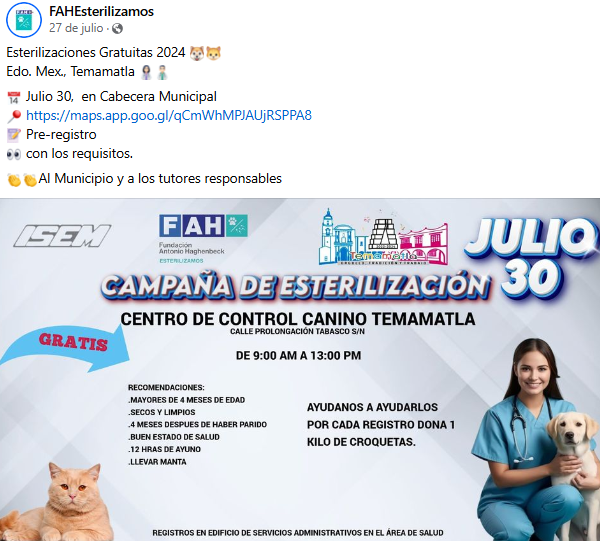 FAHEsterilizamos
27 de julio ·
Esterilizaciones Gratuitas 2024 🐶🐱
Edo. Mex., Temamatla 👩‍⚕️👨‍⚕️
📅 Julio 30, en Cabecera Municipal
📍 https://maps.app.goo.gl/qCmWhMPJAUjRSPPA8
📝 Pre-registro
👀 con los requisitos.
👏👏Al Municipio y a los tutores responsables
ISEM
FAH
Fundación
Antonio Haghenbeck
ESTERILIZAMOS
Temamatla
ORGULLO, TRADICIÓN Y TRABAJO
JULIO
30
CAMPAÑA DE ESTERILIZACIÓN
CENTRO DE CONTROL CANINO TEMAMATLA
CALLE PROLONGACIÓN TABASCO S/N
GRATIS
DE 9:00 AM A 13:00 PM
RECOMENDACIONES:
.MAYORES DE 4 MESES DE EDAD
.SECOS Y LIMPIOS
.4 MESES DESPUES DE HABER PARIDO
.BUEN ESTADO DE SALUD
.12 HRAS DE AYUNO
.LLEVAR MANTA
AYUDANOS A AYUDARLOS
POR CADA REGISTRO DONA 1
KILO DE CROQUETAS.
REGISTROS EN EDIFICIO DE SERVICIOS ADMINISTRATIVOS EN EL ÁREA DE SALUD